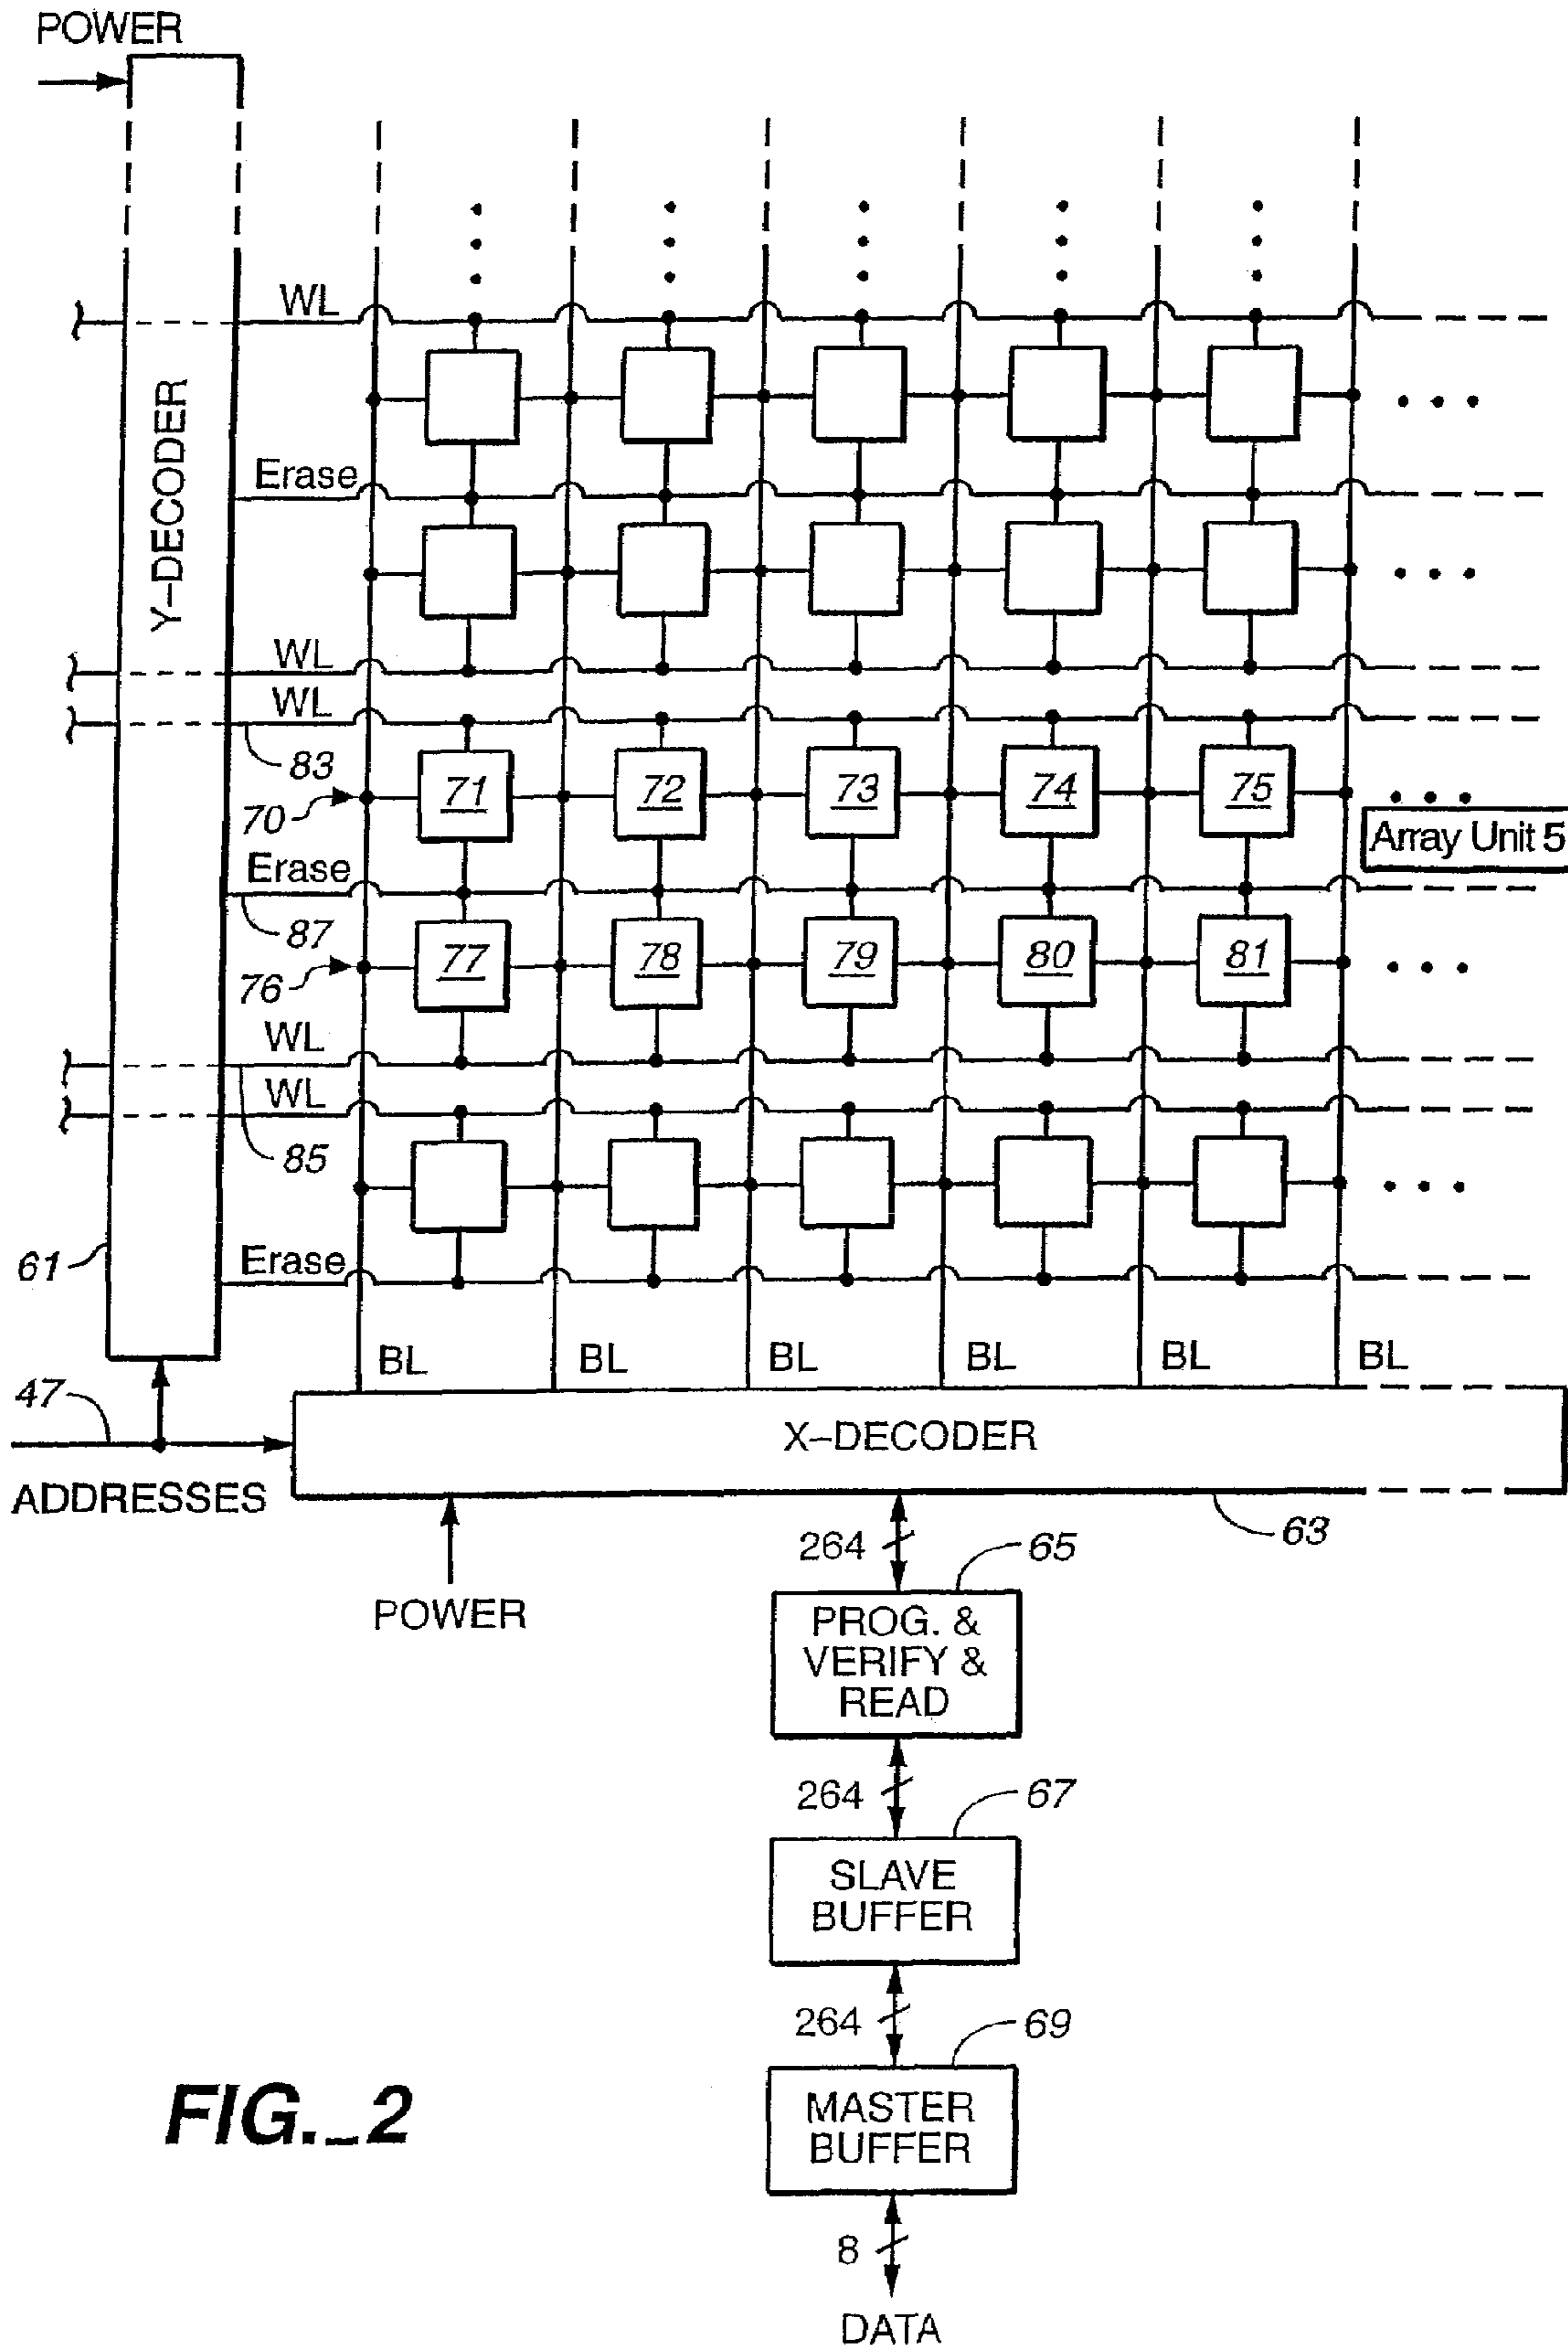 POWER
Y-DECODER
WL
Erase
WL
WL
83
70
71
72
73
74
75
Array Unit 5
Erase
87
76
77
78
79
80
81
WL
WL
85
61
Erase
BL
BL
BL
BL
BL
BL
47
X-DECODER
ADDRESSES
63
POWER
264
65
PROG. &
VERIFY &
READ
264
67
SLAVE
BUFFER
264
69
MASTER
BUFFER
8
DATA
FIG._2